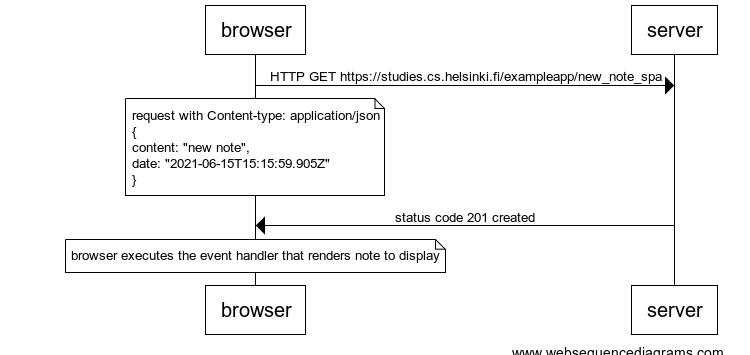 browser
server
HTTP GET https://studies.cs.helsinki.fi/exampleapp/new_note_spa
request with Content-type: application/json
{
content: "new note",
date: "2021-06-15T15:15:59.905Z"
}
status code 201 created
browser executes the event handler that renders note to display
browser
server
www.websequencediagrams.com